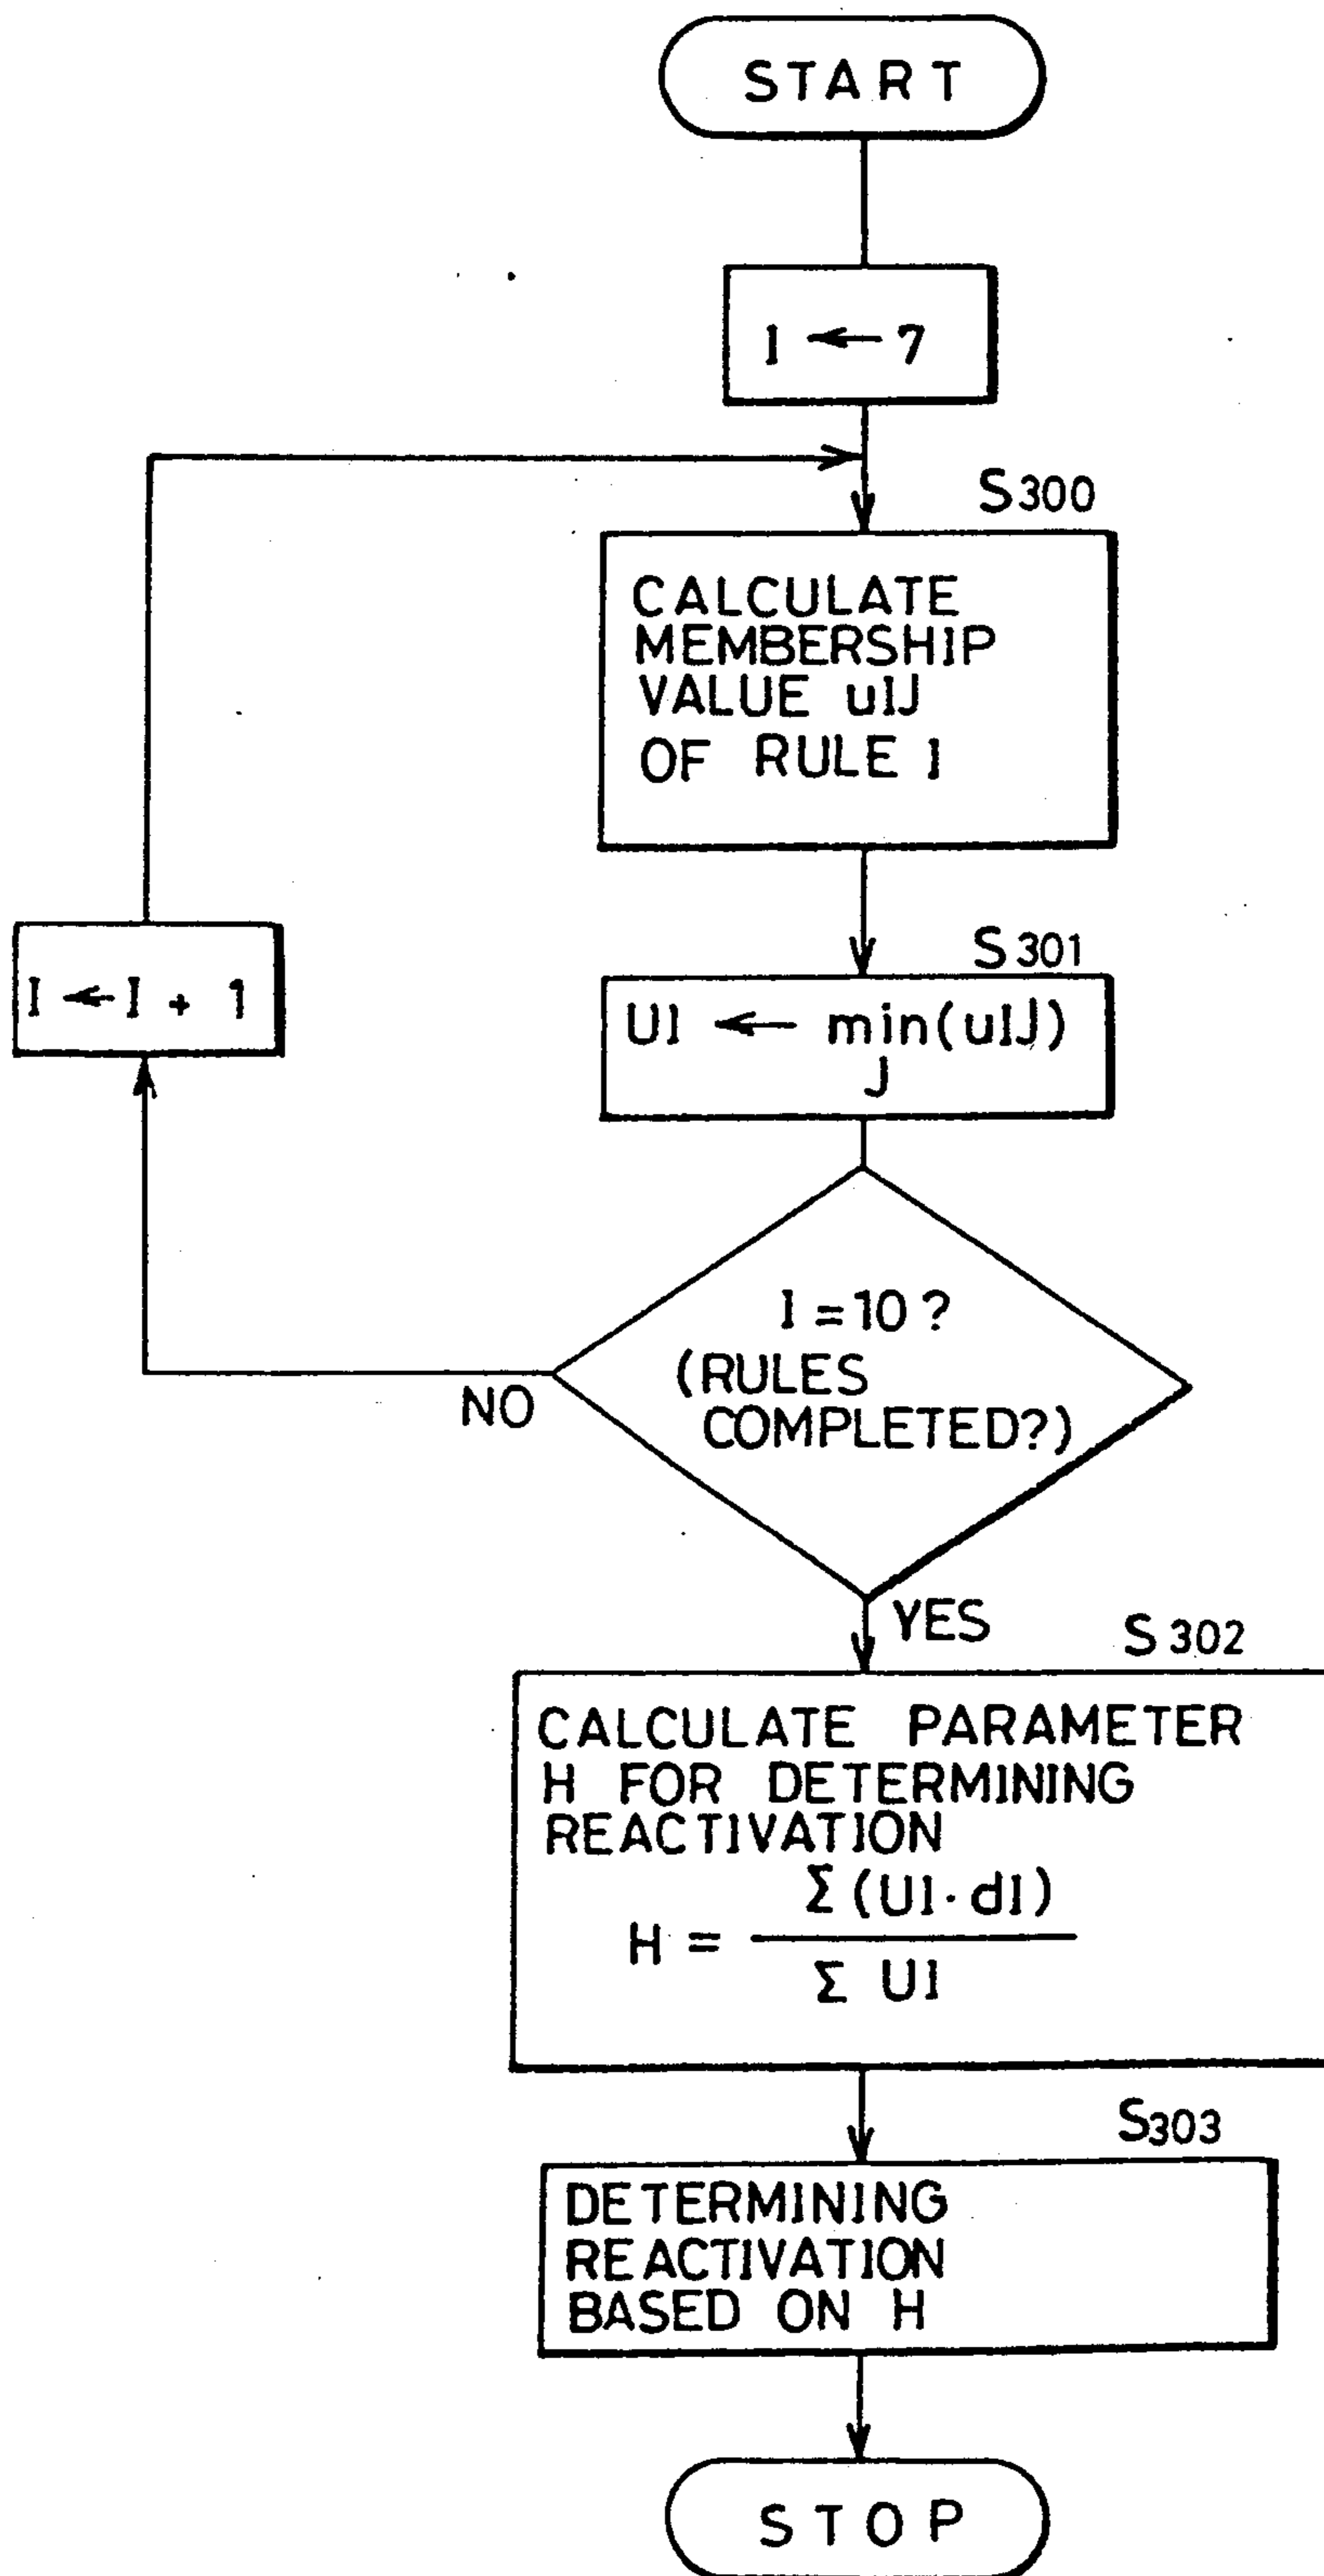 START
I ← 7
S300
CALCULATE
MEMBERSHIP
VALUE uIJ
OF RULE I
S301
I ← I + 1
UI ← min(uIJ)
J
I = 10 ?
(RULES
COMPLETED?)
NO
YES
S302
CALCULATE PARAMETER
H FOR DETERMINING
REACTIVATION
Σ (UI·dI)
H =
Σ UI
S303
DETERMINING
REACTIVATION
BASED ON H
STOP